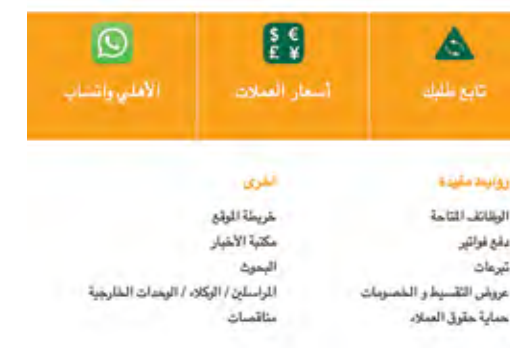 تابع طلبك
$ €
£ ¥
أسعار العملات
الأهلي واتساب
روابط مفيدة
الوظائف المتاحة
دفع فواتير
تبرعات
عروض التقسيط و الخصومات
حماية حقوق العملاء
اخرى
خريطة الموقع
مكتبة الأخبار
البحوث
المراسلين / الوكلاء / الوحدات الخارجية
مناقصات